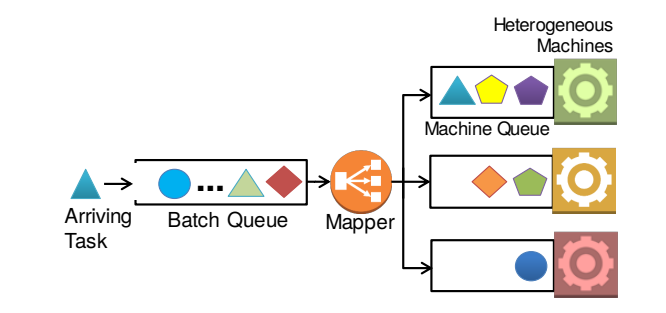 Heterogeneous
Machines
Machine Queue
...
Arriving
Task
Batch Queue
Mapper